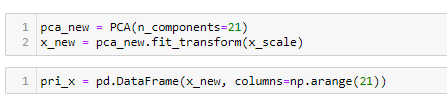 1 pca_new = PCA(n_components=21)
2 x_new = pca_new.fit_transform(x_scale)
1 pri_x = pd.DataFrame(x_new, columns=np.arange(21))